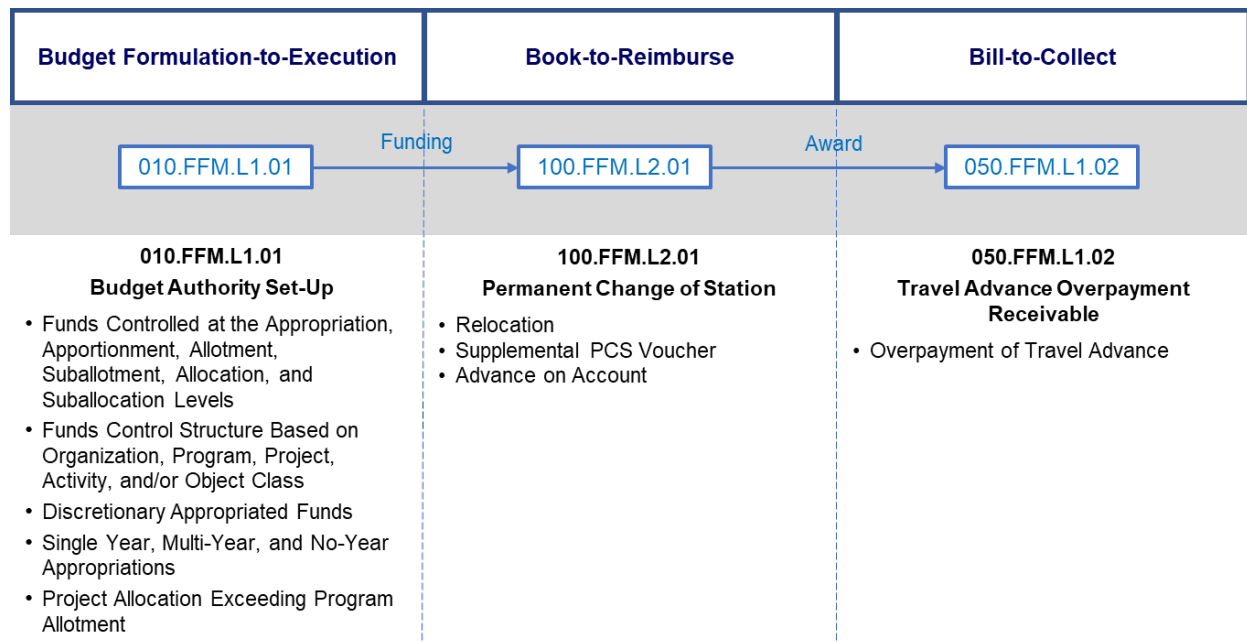 Budget Formulation-to-Execution
Book-to-Reimburse
Bill-to-Collect
010.FFM.L1.01
Funding
100.FFM.L2.01
Award
050.FFM.L1.02
010.FFM.L1.01
Budget Authority Set-Up
• Funds Controlled at the Appropriation,
Apportionment, Allotment,
Suballotment, Allocation, and
Suballocation Levels
• Funds Control Structure Based on
Organization, Program, Project,
Activity, and/or Object Class
• Discretionary Appropriated Funds
• Single Year, Multi-Year, and No-Year
Appropriations
• Project Allocation Exceeding Program
Allotment
100.FFM.L2.01
Permanent Change of Station
• Relocation
• Supplemental PCS Voucher
• Advance on Account
050.FFM.L1.02
Travel Advance Overpayment
Receivable
• Overpayment of Travel Advance